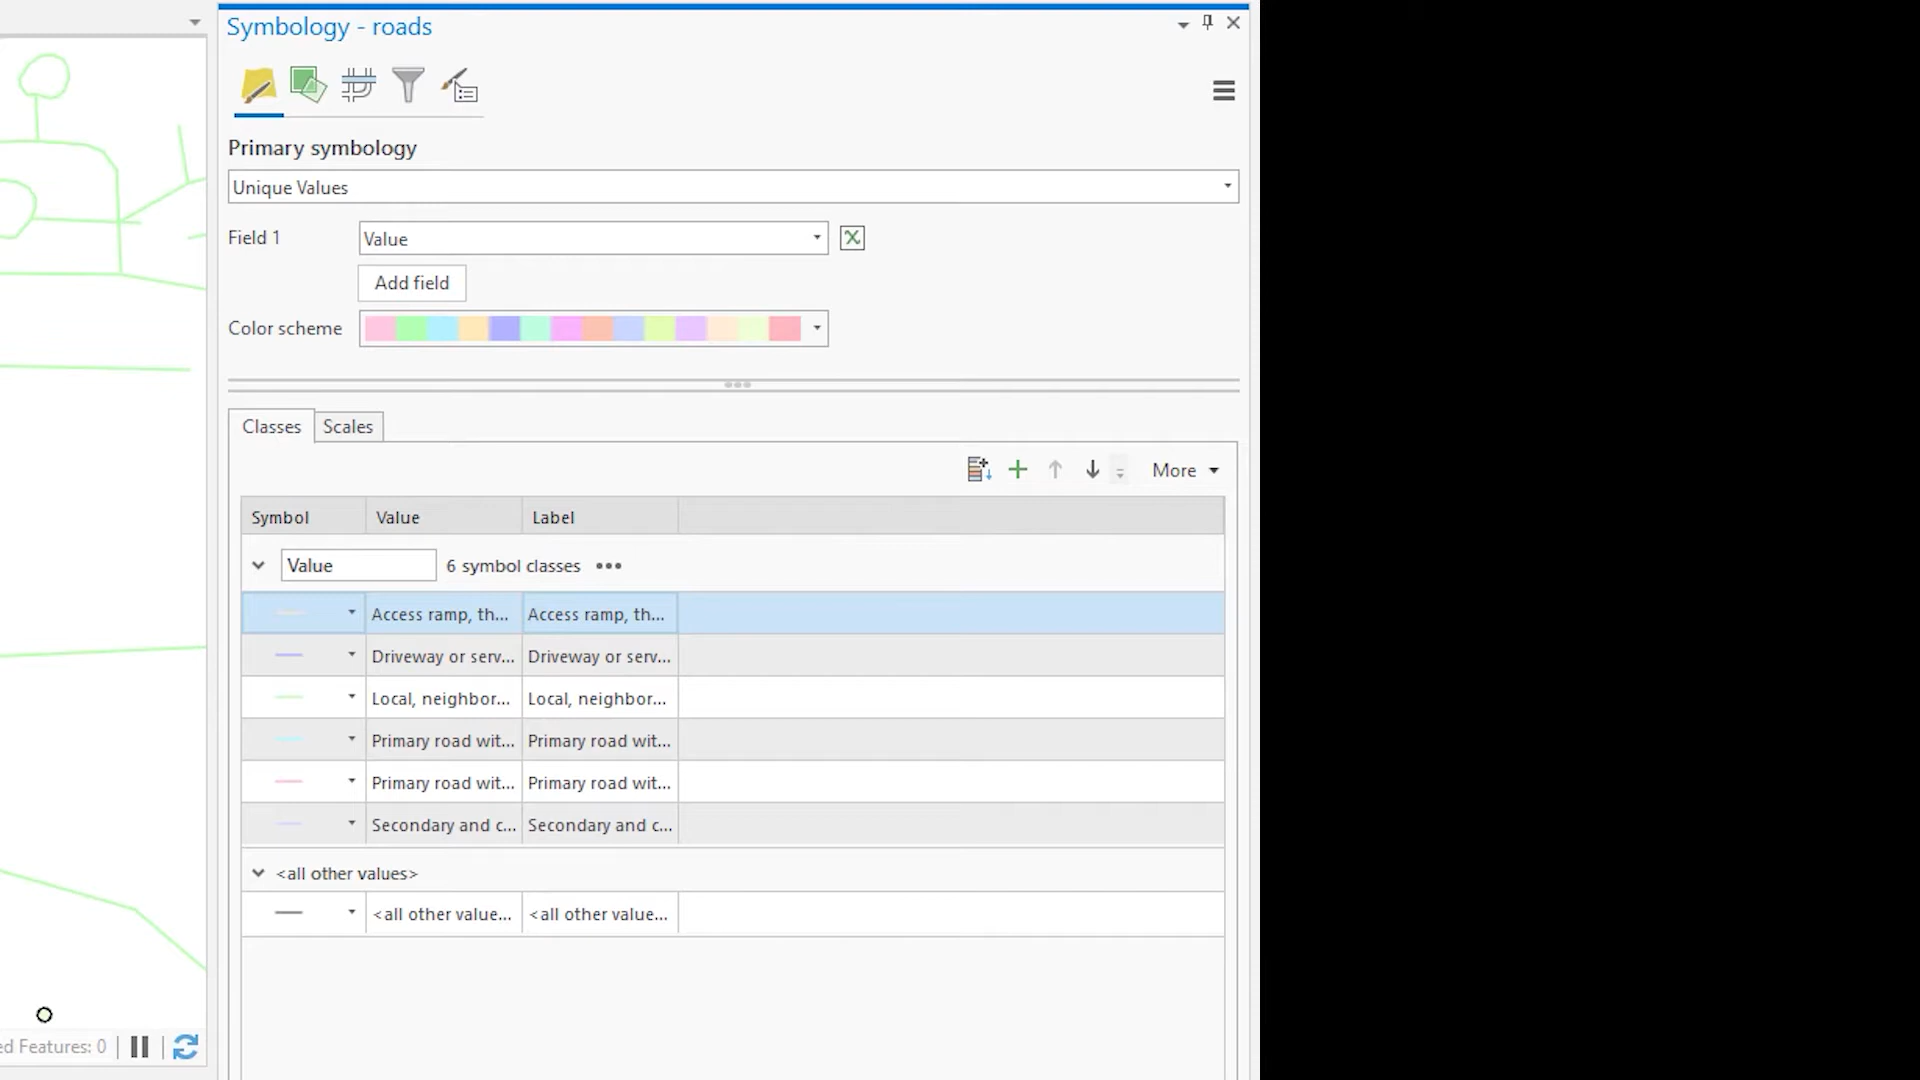 Symbology - roads
Primary symbology
Unique Values
Field 1
Value
Add field
Color scheme
Classes
Scales
More
Symbol
Value
Label
Value
6 symbol classes
Access ramp, th...
Access ramp, th...
Driveway or serv...
Driveway or serv...
Local, neighbor...
Local, neighbor...
Primary road wit...
Primary road wit...
Primary road wit...
Primary road wit...
Secondary and c...
Secondary and c...
<all other values>
<all other value...
<all other value...
ed Features: 0